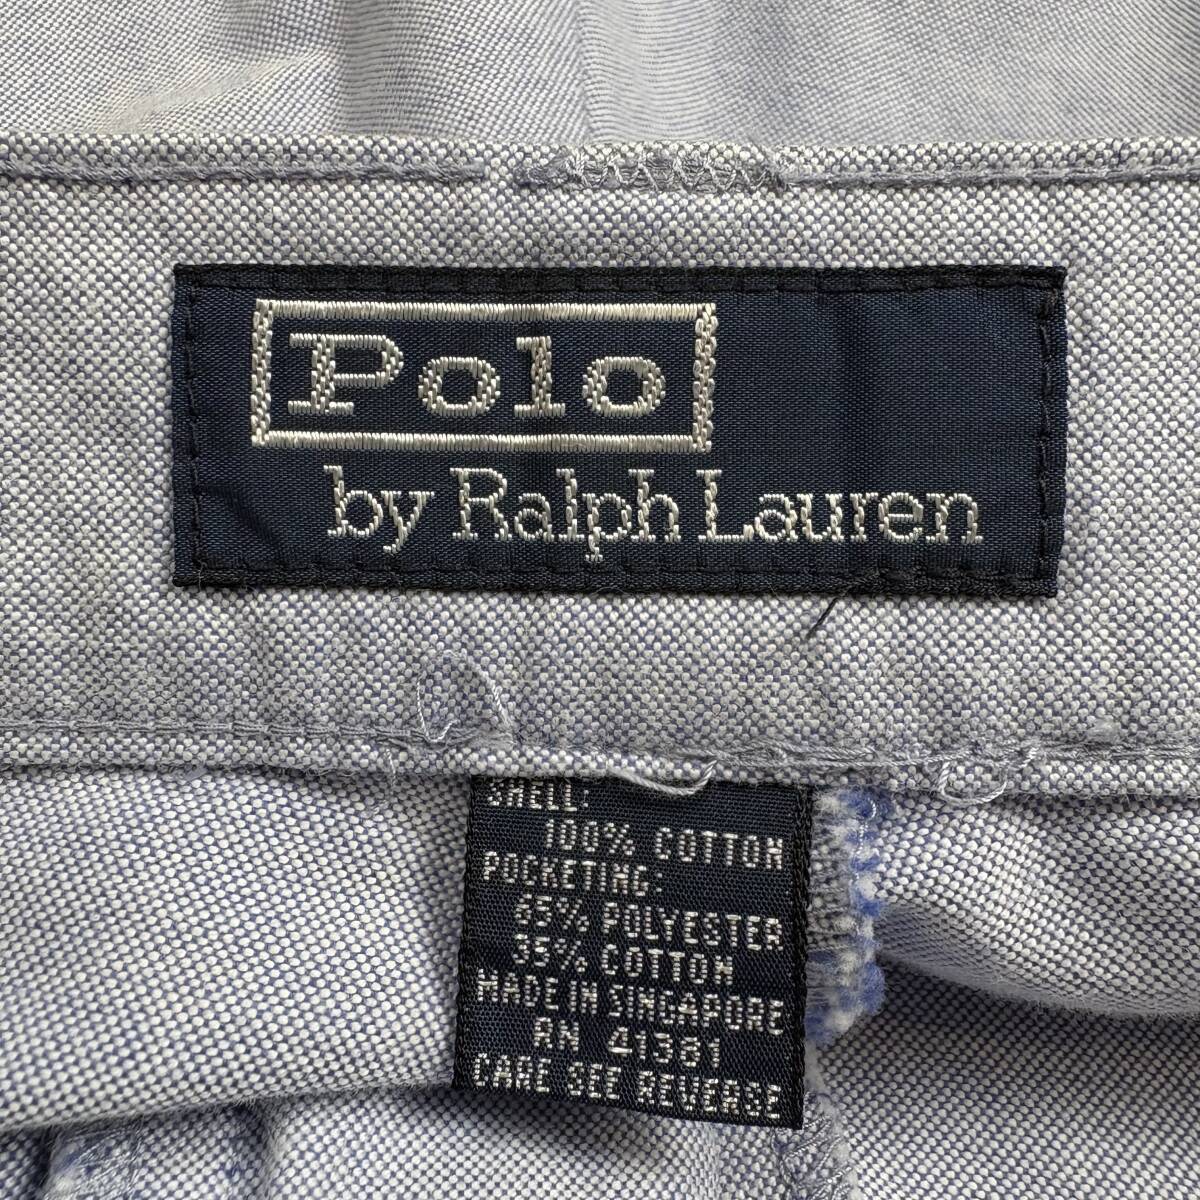 Polo
by Ralph Lauren
SHELL:
100% COTTON
POCKETING:
65% POLYESTER
35% COTTON
MADE IN SINGAPORE
RN 41381
CARE SEE REVERSE